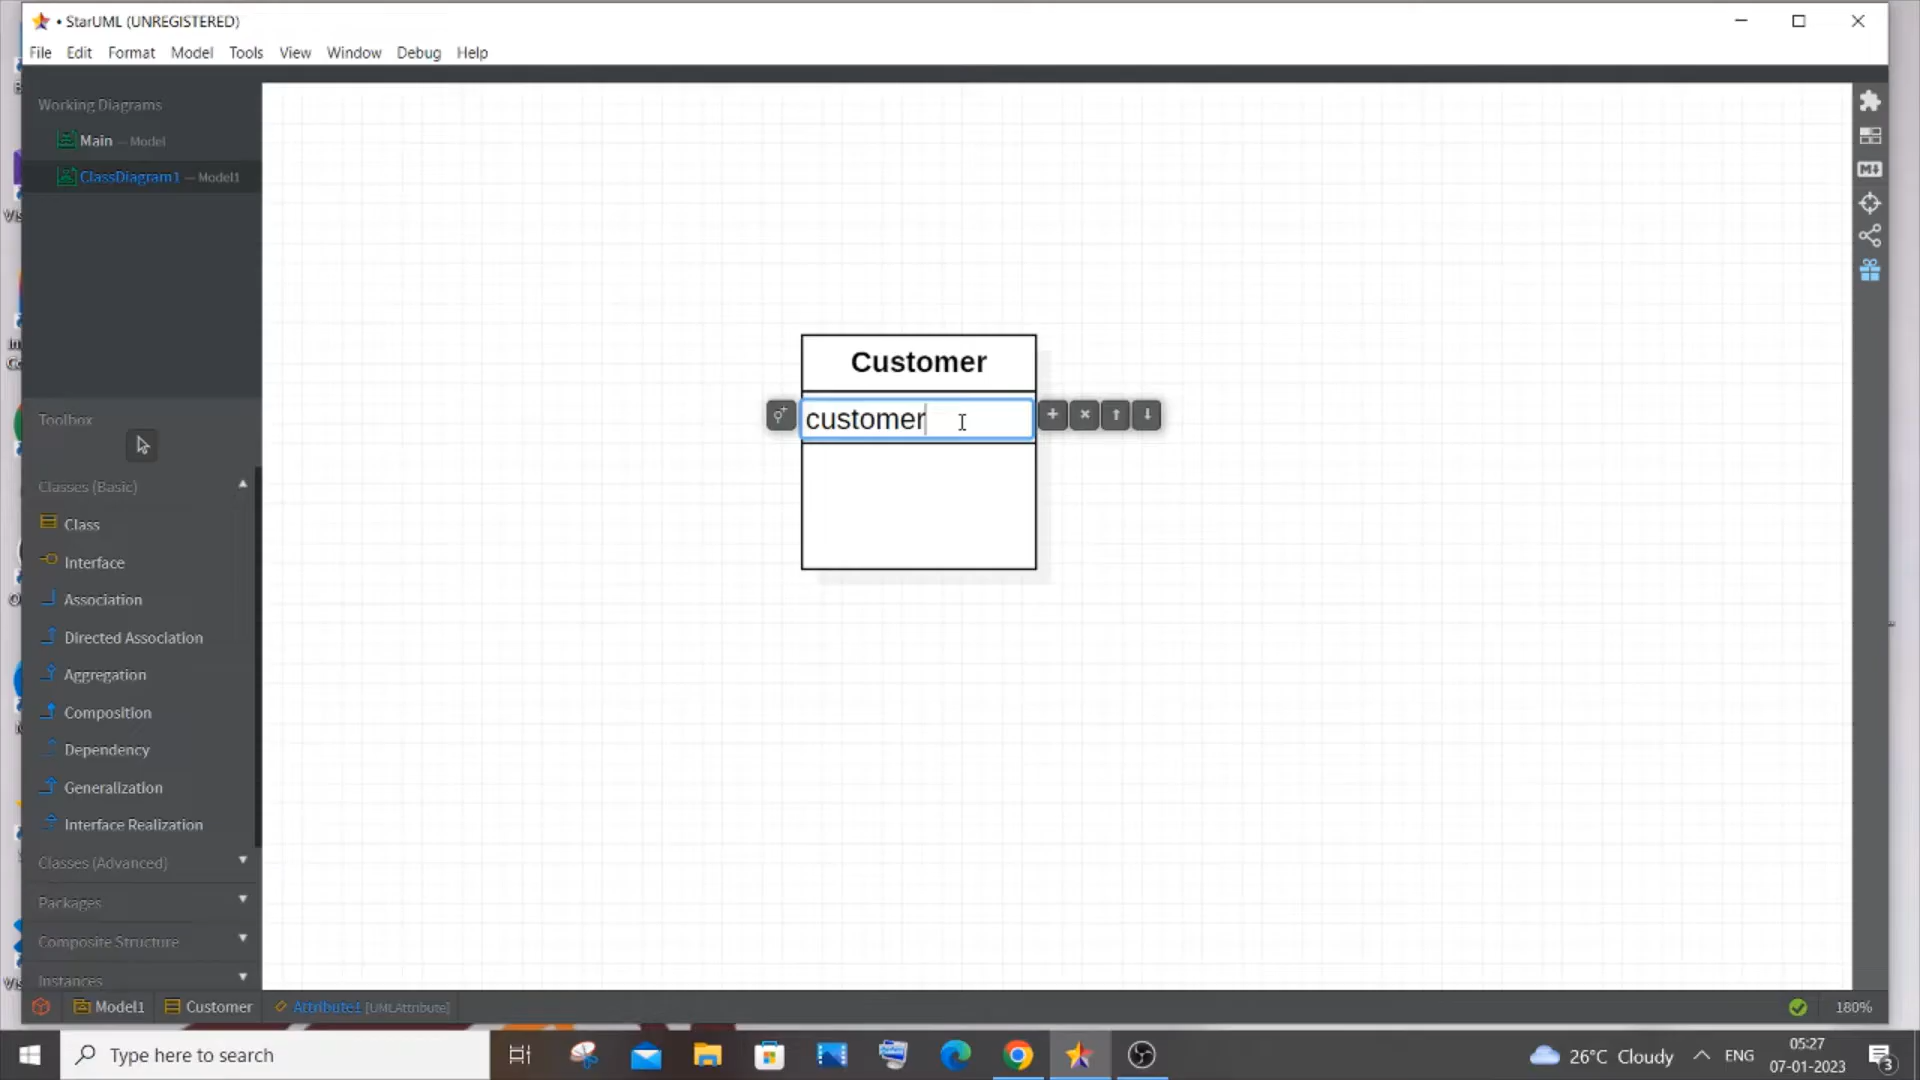 • StarUML (UNREGISTERED)
File Edit Format Model Tools View Window Debug Help
Working Diagrams
Main — Model
ClassDiagram1 — Model1
Customer
customer
Toolbox
Classes (Basic)
Class
Interface
Association
Directed Association
Aggregation
Composition
Dependency
Generalization
Interface Realization
Classes (Advanced)
Packages
Composite Structure
Instances
Model1 Customer Attribute1 [UMLAttribute] 180%
Type here to search
26°C Cloudy ENG
05:27
07-01-2023
3